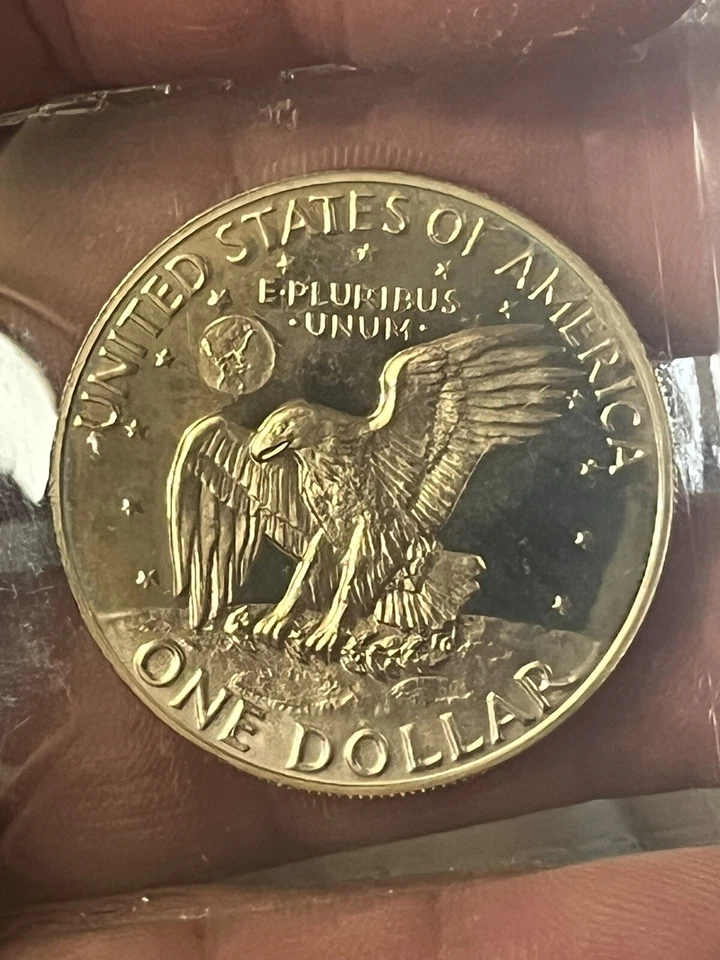 UNITED STATES OF AMERICA
E·PLURIBUS
·UNUM·
ONE DOLLAR